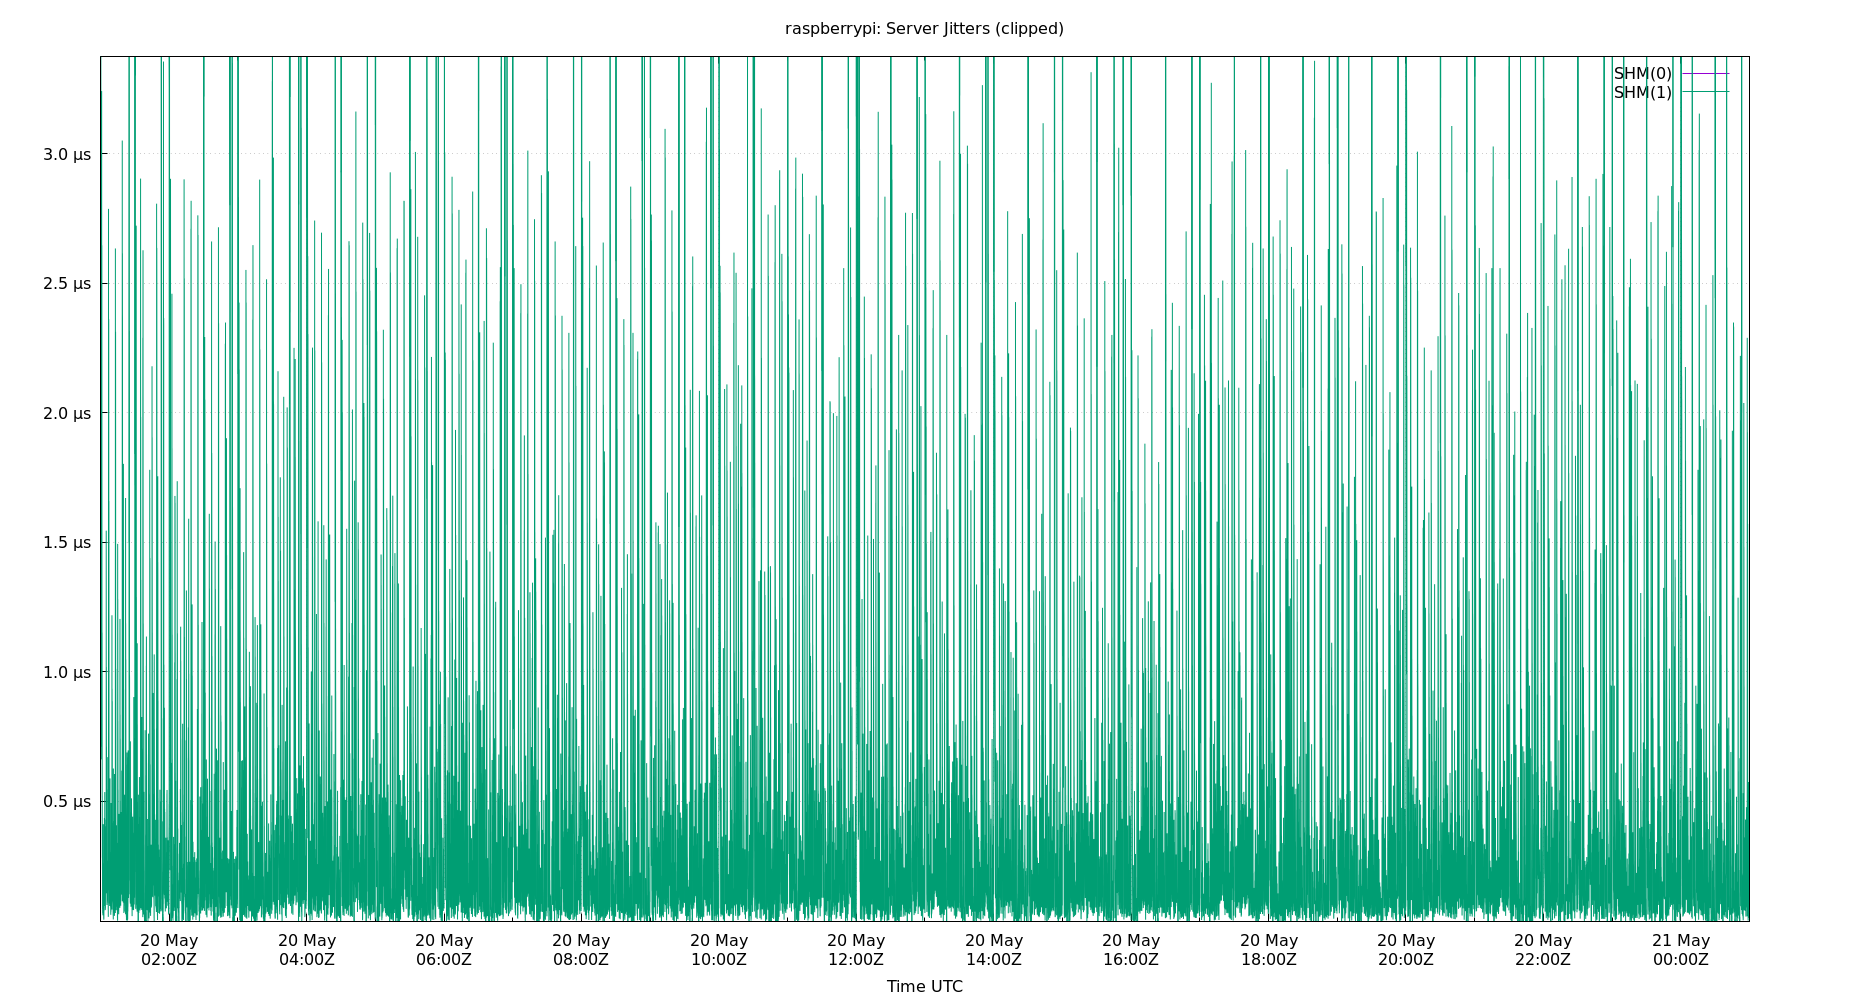 raspberrypi: Server Jitters (clipped)
SHM(0)
SHM(1)
3.0 µs
2.5 µs
2.0 µs
1.5 µs
1.0 µs
0.5 µs
20 May 20 May 20 May 20 May 20 May 20 May 20 May 20 May 20 May 20 May 20 May 21 May
02:00Z 04:00Z 06:00Z 08:00Z 10:00Z 12:00Z 14:00Z 16:00Z 18:00Z 20:00Z 22:00Z 00:00Z
Time UTC